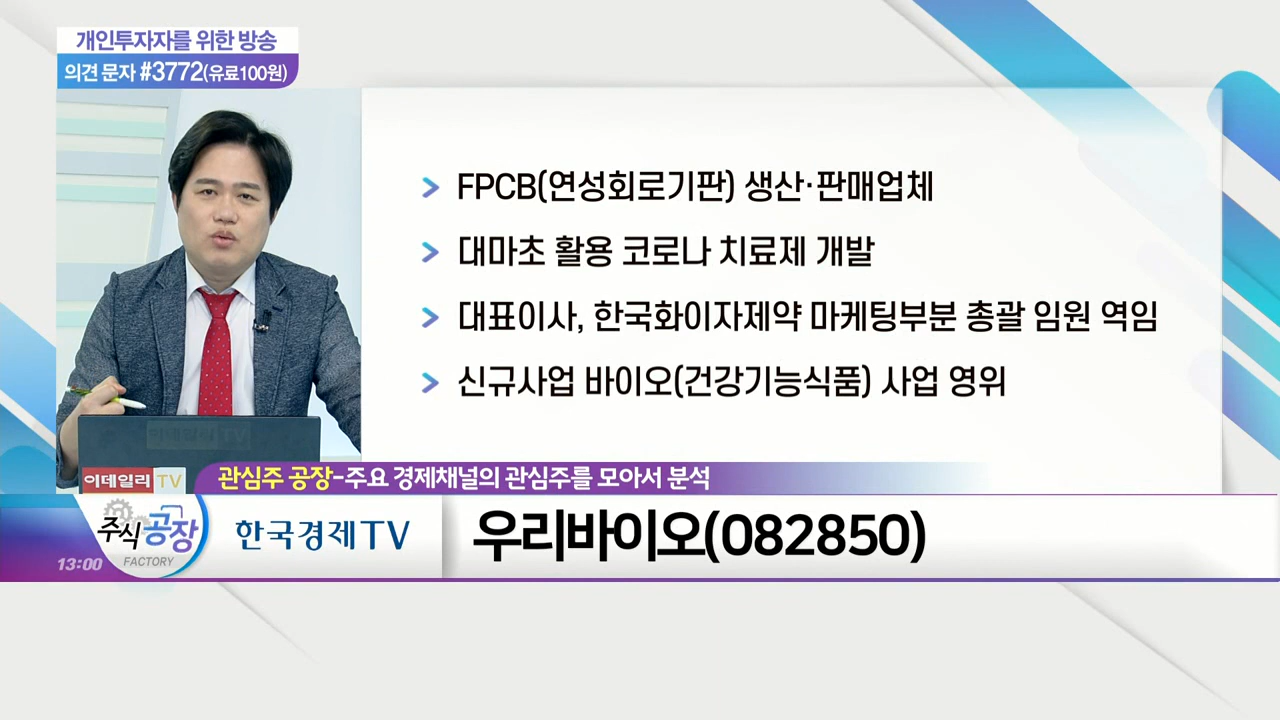 개인투자자를 위한 방송
의견 문자 #3772(유료100원)
FPCB(연성회로기판) 생산·판매업체
대마초 활용 코로나 치료제 개발
대표이사, 한국화이자제약 마케팅부분 총괄 임원 역임
신규사업 바이오(건강기능식품) 사업 영위
이데일리TV
이데일리 TV
관심주 공장-주요 경제채널의 관심주를 모아서 분석
주식공장
FACTORY
13:00
한국경제TV
우리바이오(082850)